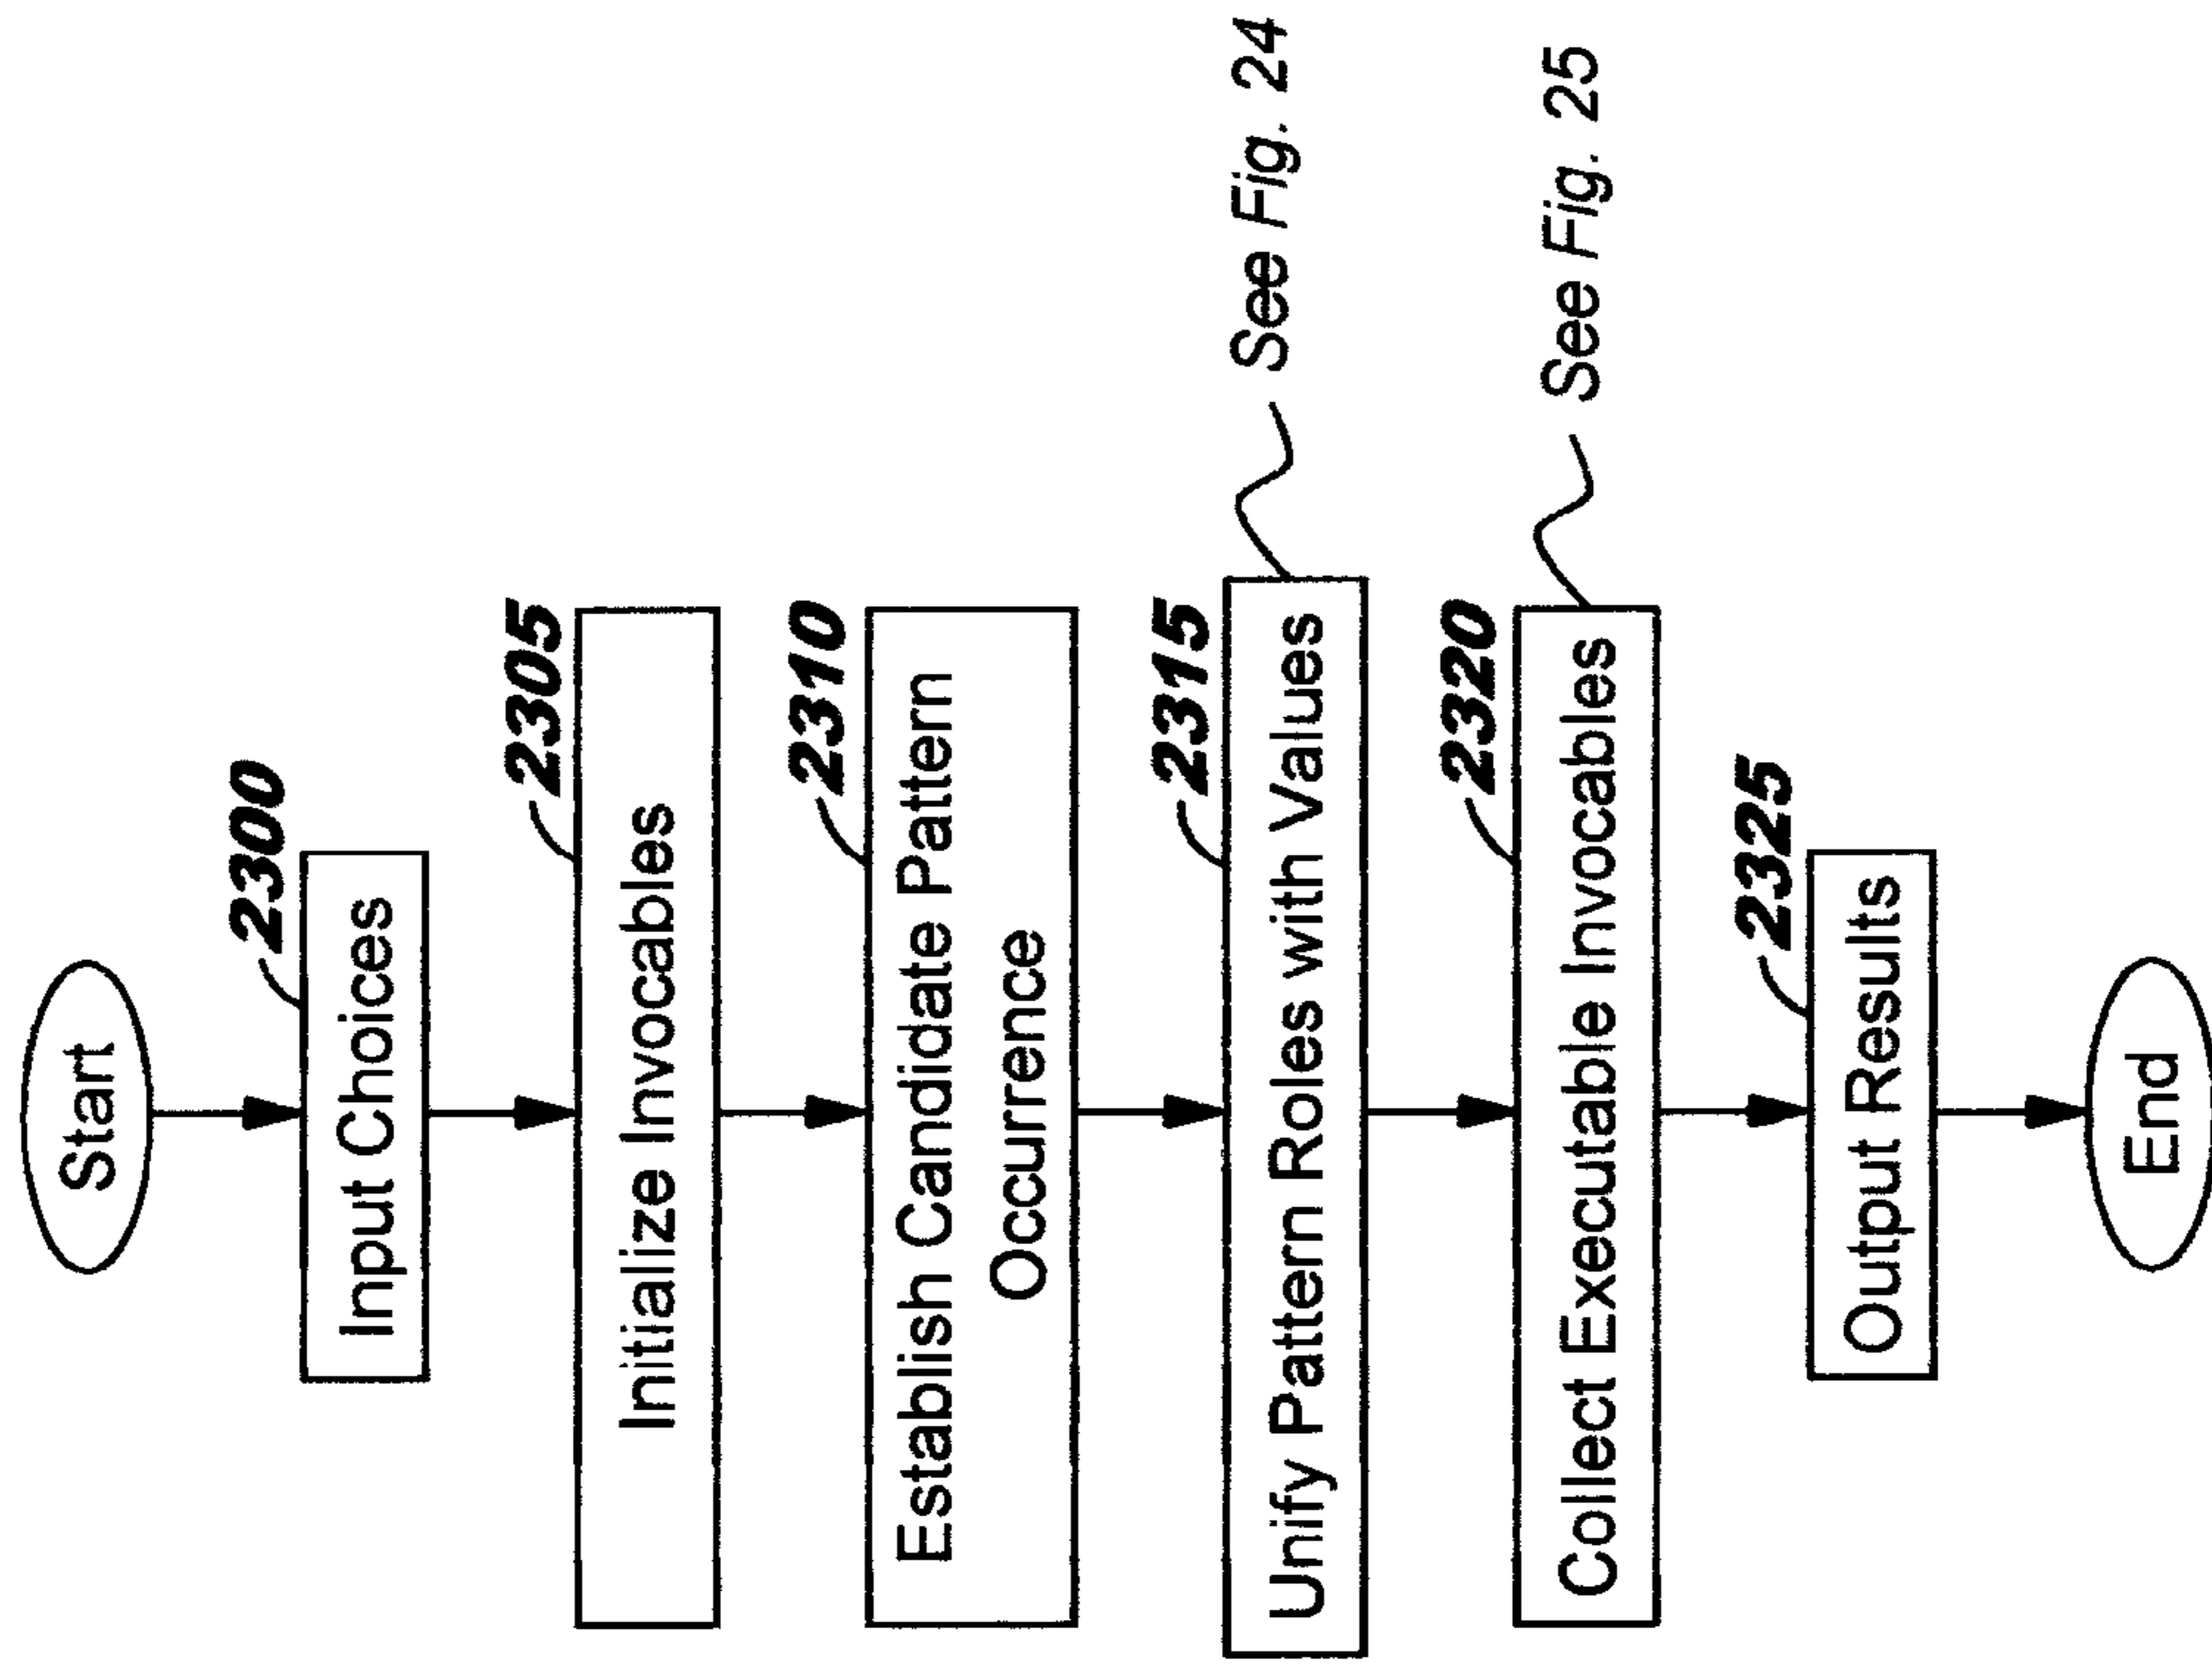 Start
2300
Input Choices
2305
Initialize Invocables
2310
Establish Candidate Pattern
Occurrence
2315
Unify Pattern Roles with Values
See Fig. 24
2320
Collect Executable Invocables
See Fig. 25
2325
Output Results
End